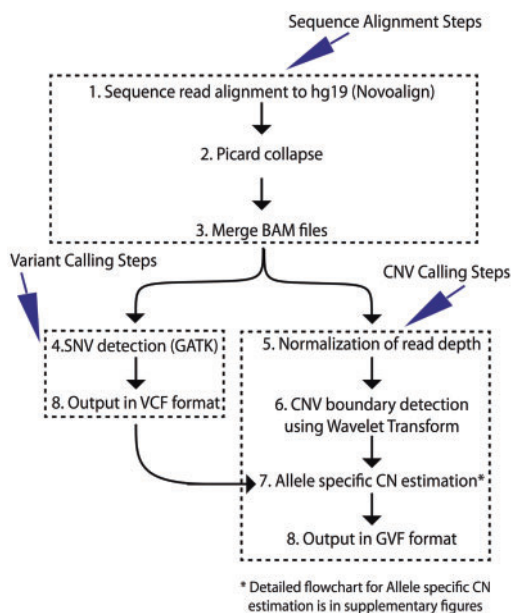 Sequence Alignment Steps
1. Sequence read alignment to hg19 (Novoalign)
2. Picard collapse
3. Merge BAM files
Variant Calling Steps
CNV Calling Steps
4.SNV detection (GATK)
8. Output in VCF format
5. Normalization of read depth
6. CNV boundary detection
using Wavelet Transform
7. Allele specific CN estimation*
8. Output in GVF format
* Detailed flowchart for Allele specific CN
estimation is in supplementary figures